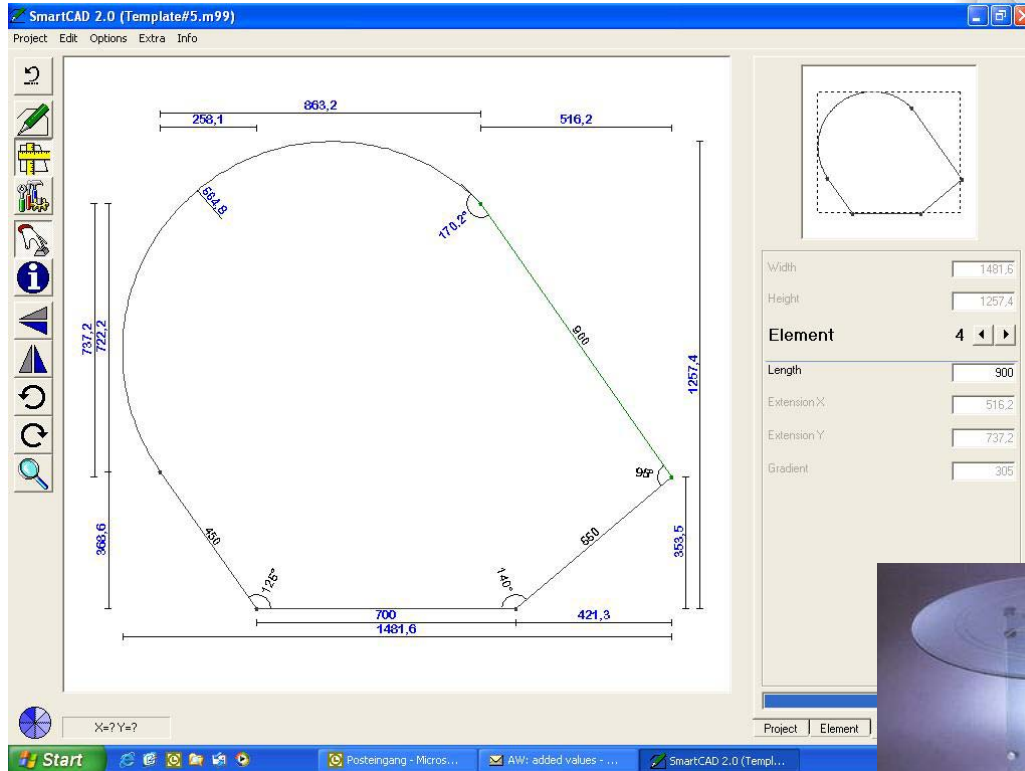 SmartCAD 2.0 (Template#5.m99)
Project Edit Options Extra Info
863,2
258,1
516,2
564,8
170.2°
737,2
722,2
900
1257,4
95°
368,6
450
125°
140°
550
353,5
700
421,3
1481,6
Width 1481,6
Height 1257,4
Element 4
Length 900
Extension X 516,2
Extension Y 737,2
Gradient 305
X=? Y=?
Project Element
Start Posteingang - Micros... AW: added values - ... SmartCAD 2.0 (Templ...